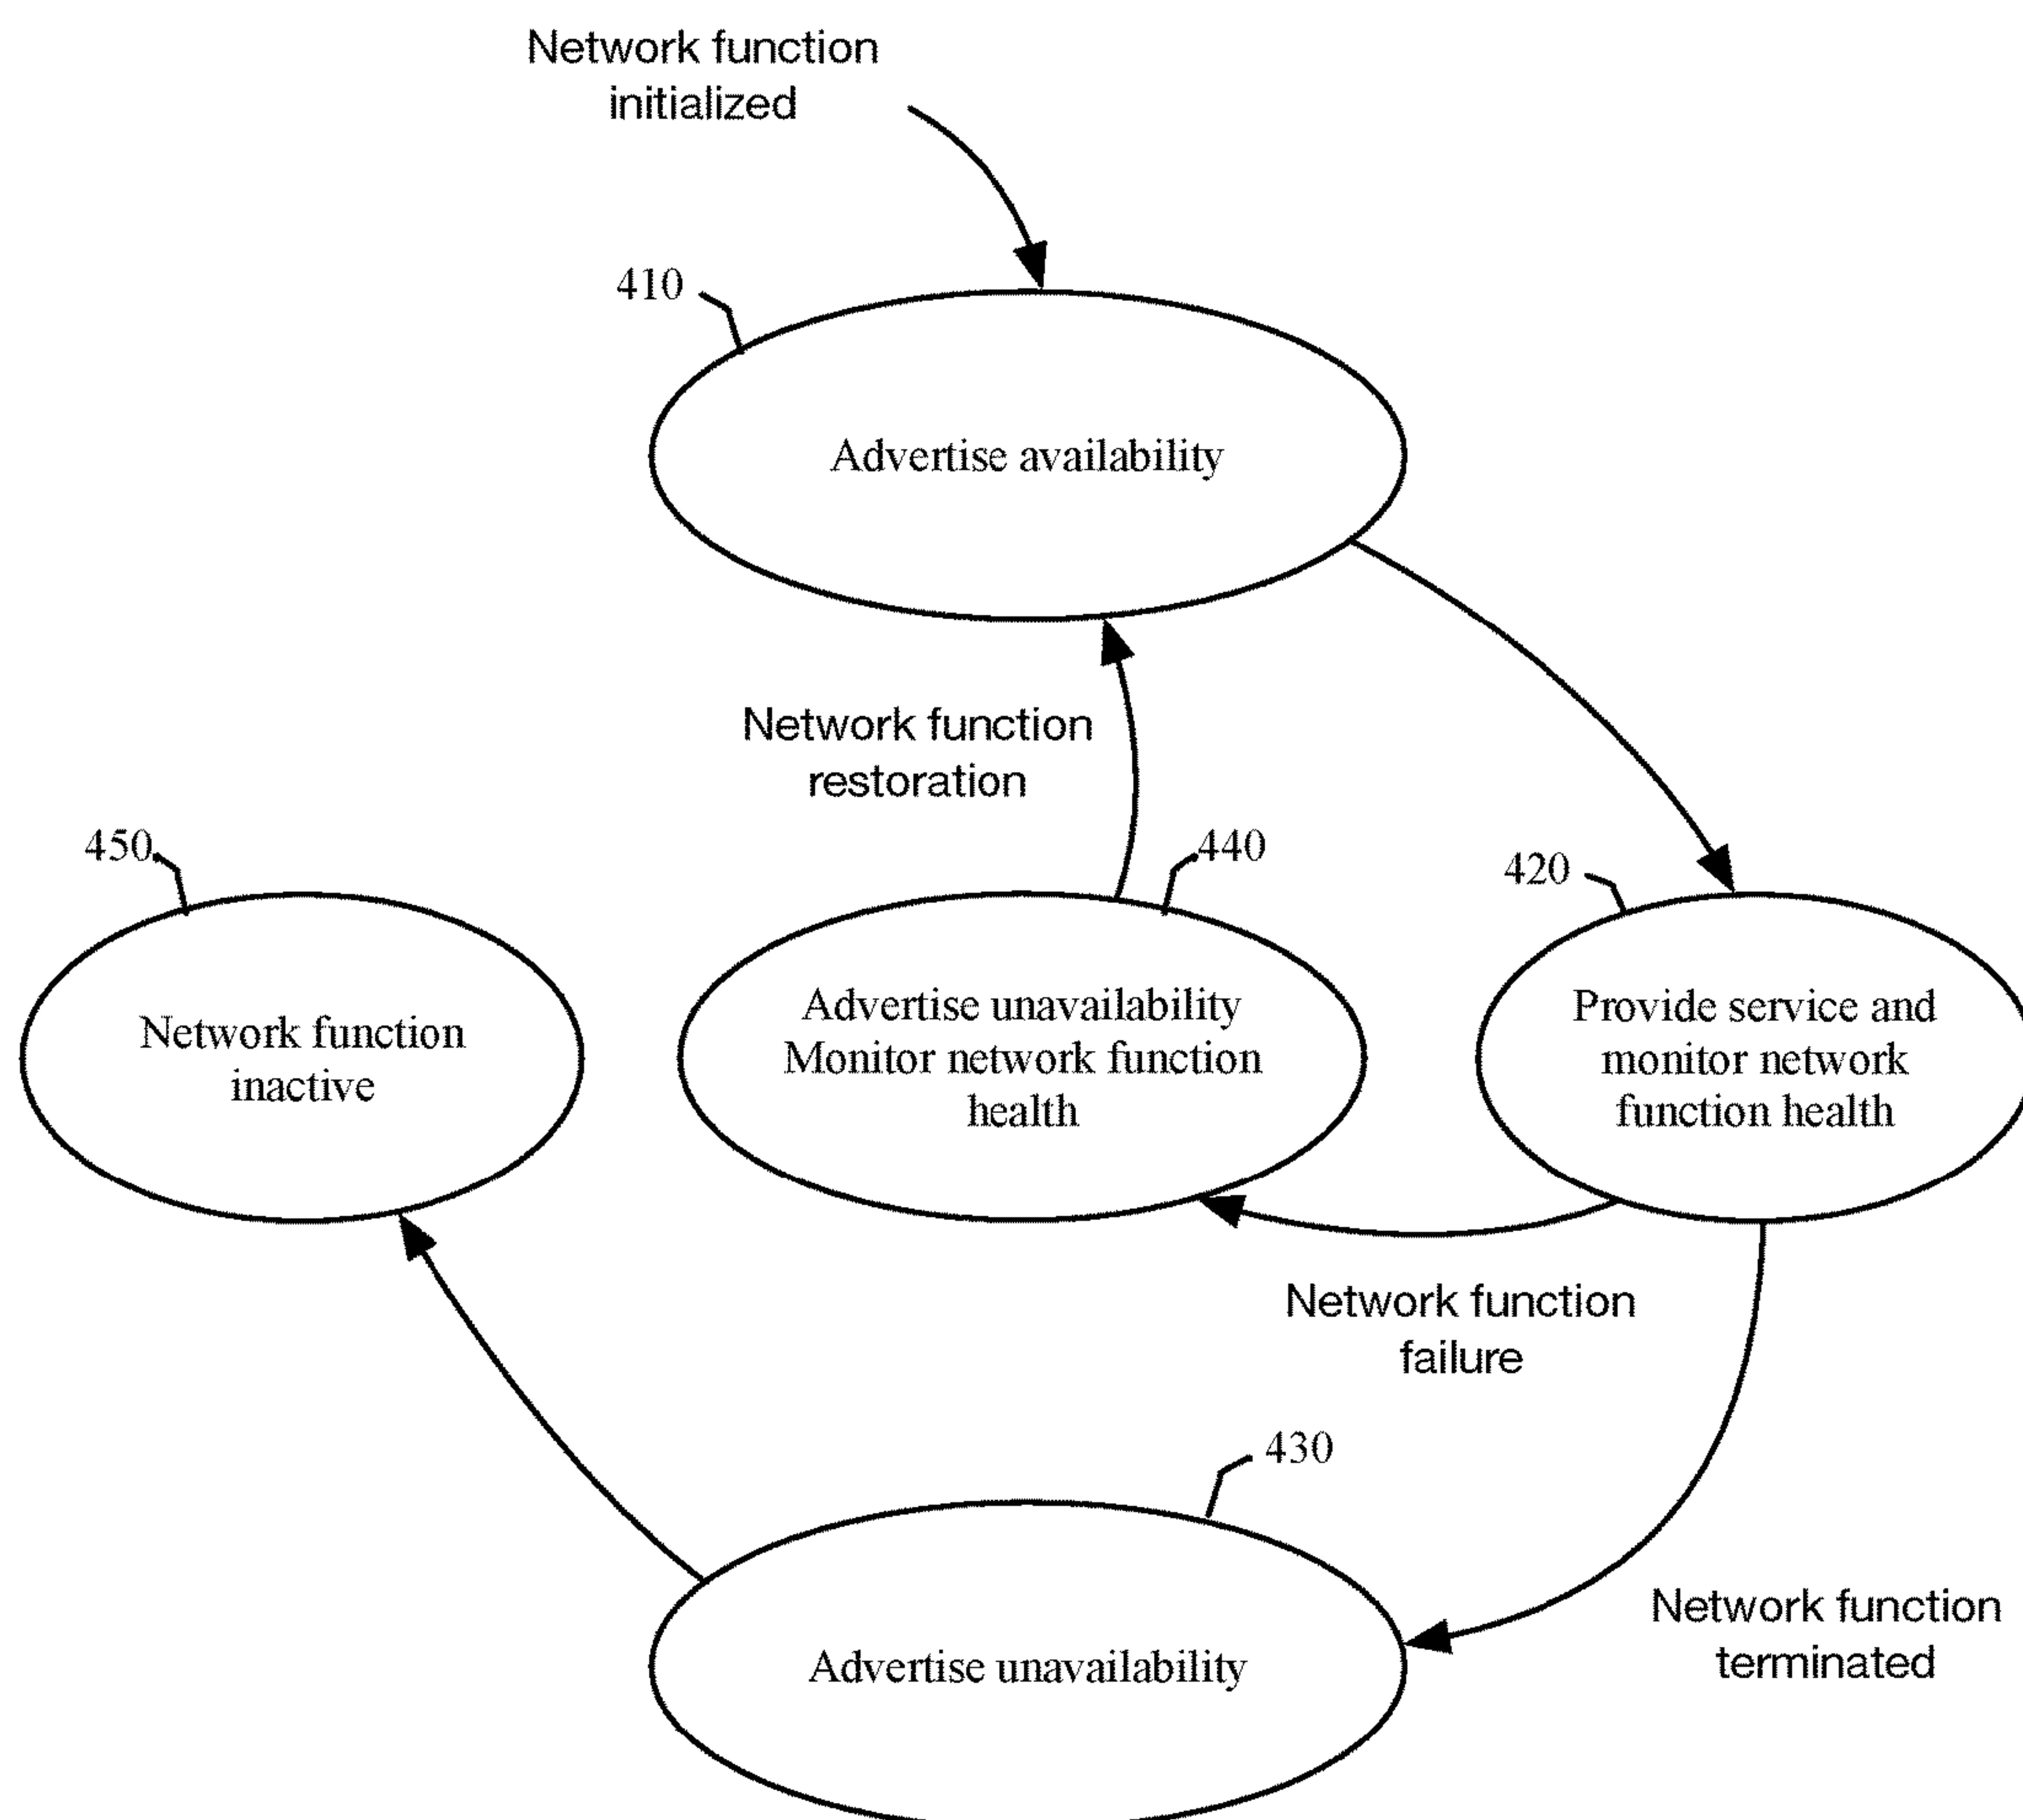 Network function
initialized
410
Advertise availability
Network function
restoration
450
440
420
Network function
inactive
Advertise unavailability
Monitor network function
health
Provide service and
monitor network
function health
Network function
failure
430
Advertise unavailability
Network function
terminated